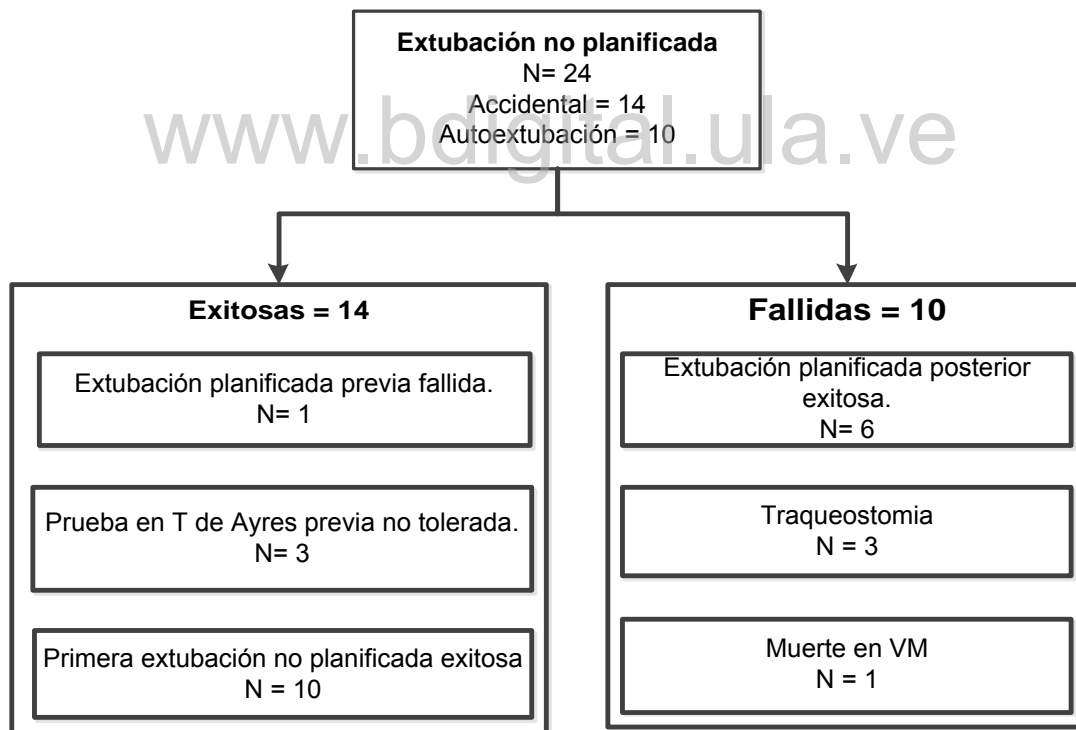 Extubación no planificada
N= 24
Accidental = 14
Autoextubación = 10
www.bdigital.ula.ve
Exitosas = 14
Extubación planificada previa fallida.
N= 1
Prueba en T de Ayres previa no tolerada.
N= 3
Primera extubación no planificada exitosa
N = 10
Fallidas = 10
Extubación planificada posterior
exitosa.
N= 6
Traqueostomia
N = 3
Muerte en VM
N = 1